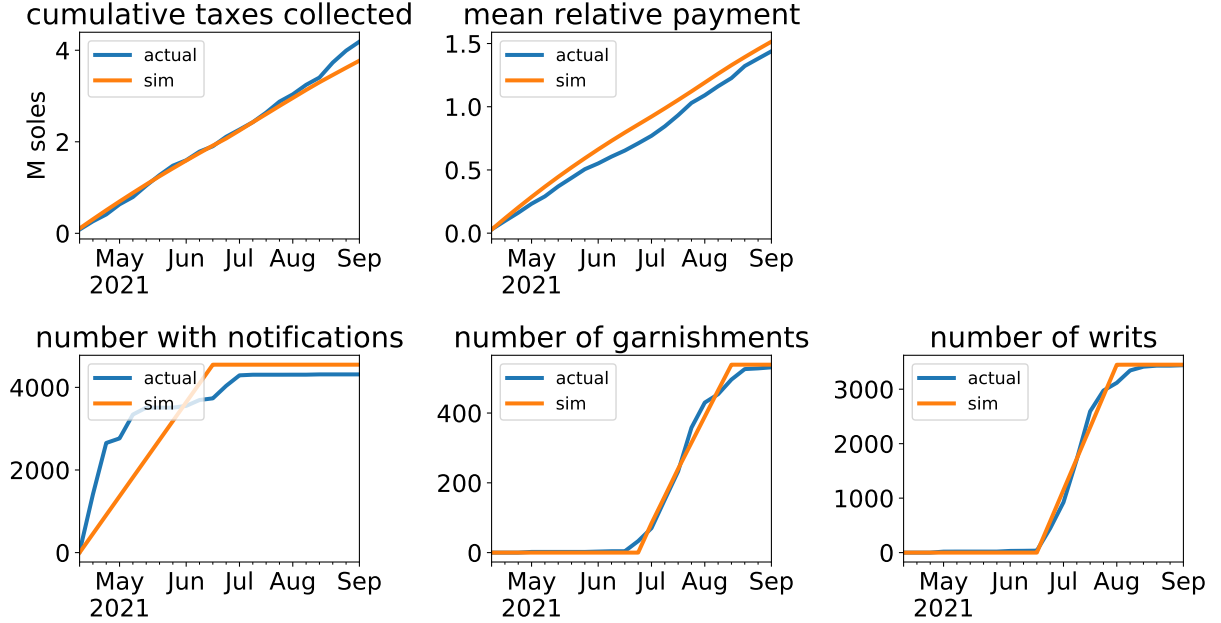 cumulative taxes collected
actual
sim
M soles
4
2
0
May Jun Jul Aug Sep
2021
mean relative payment
actual
sim
1.5
1.0
0.5
0.0
May Jun Jul Aug Sep
2021
number with notifications
actual
sim
4000
2000
0
May Jun Jul Aug Sep
2021
number of garnishments
actual
sim
400
200
0
May Jun Jul Aug Sep
2021
number of writs
actual
sim
3000
2000
1000
0
May Jun Jul Aug Sep
2021